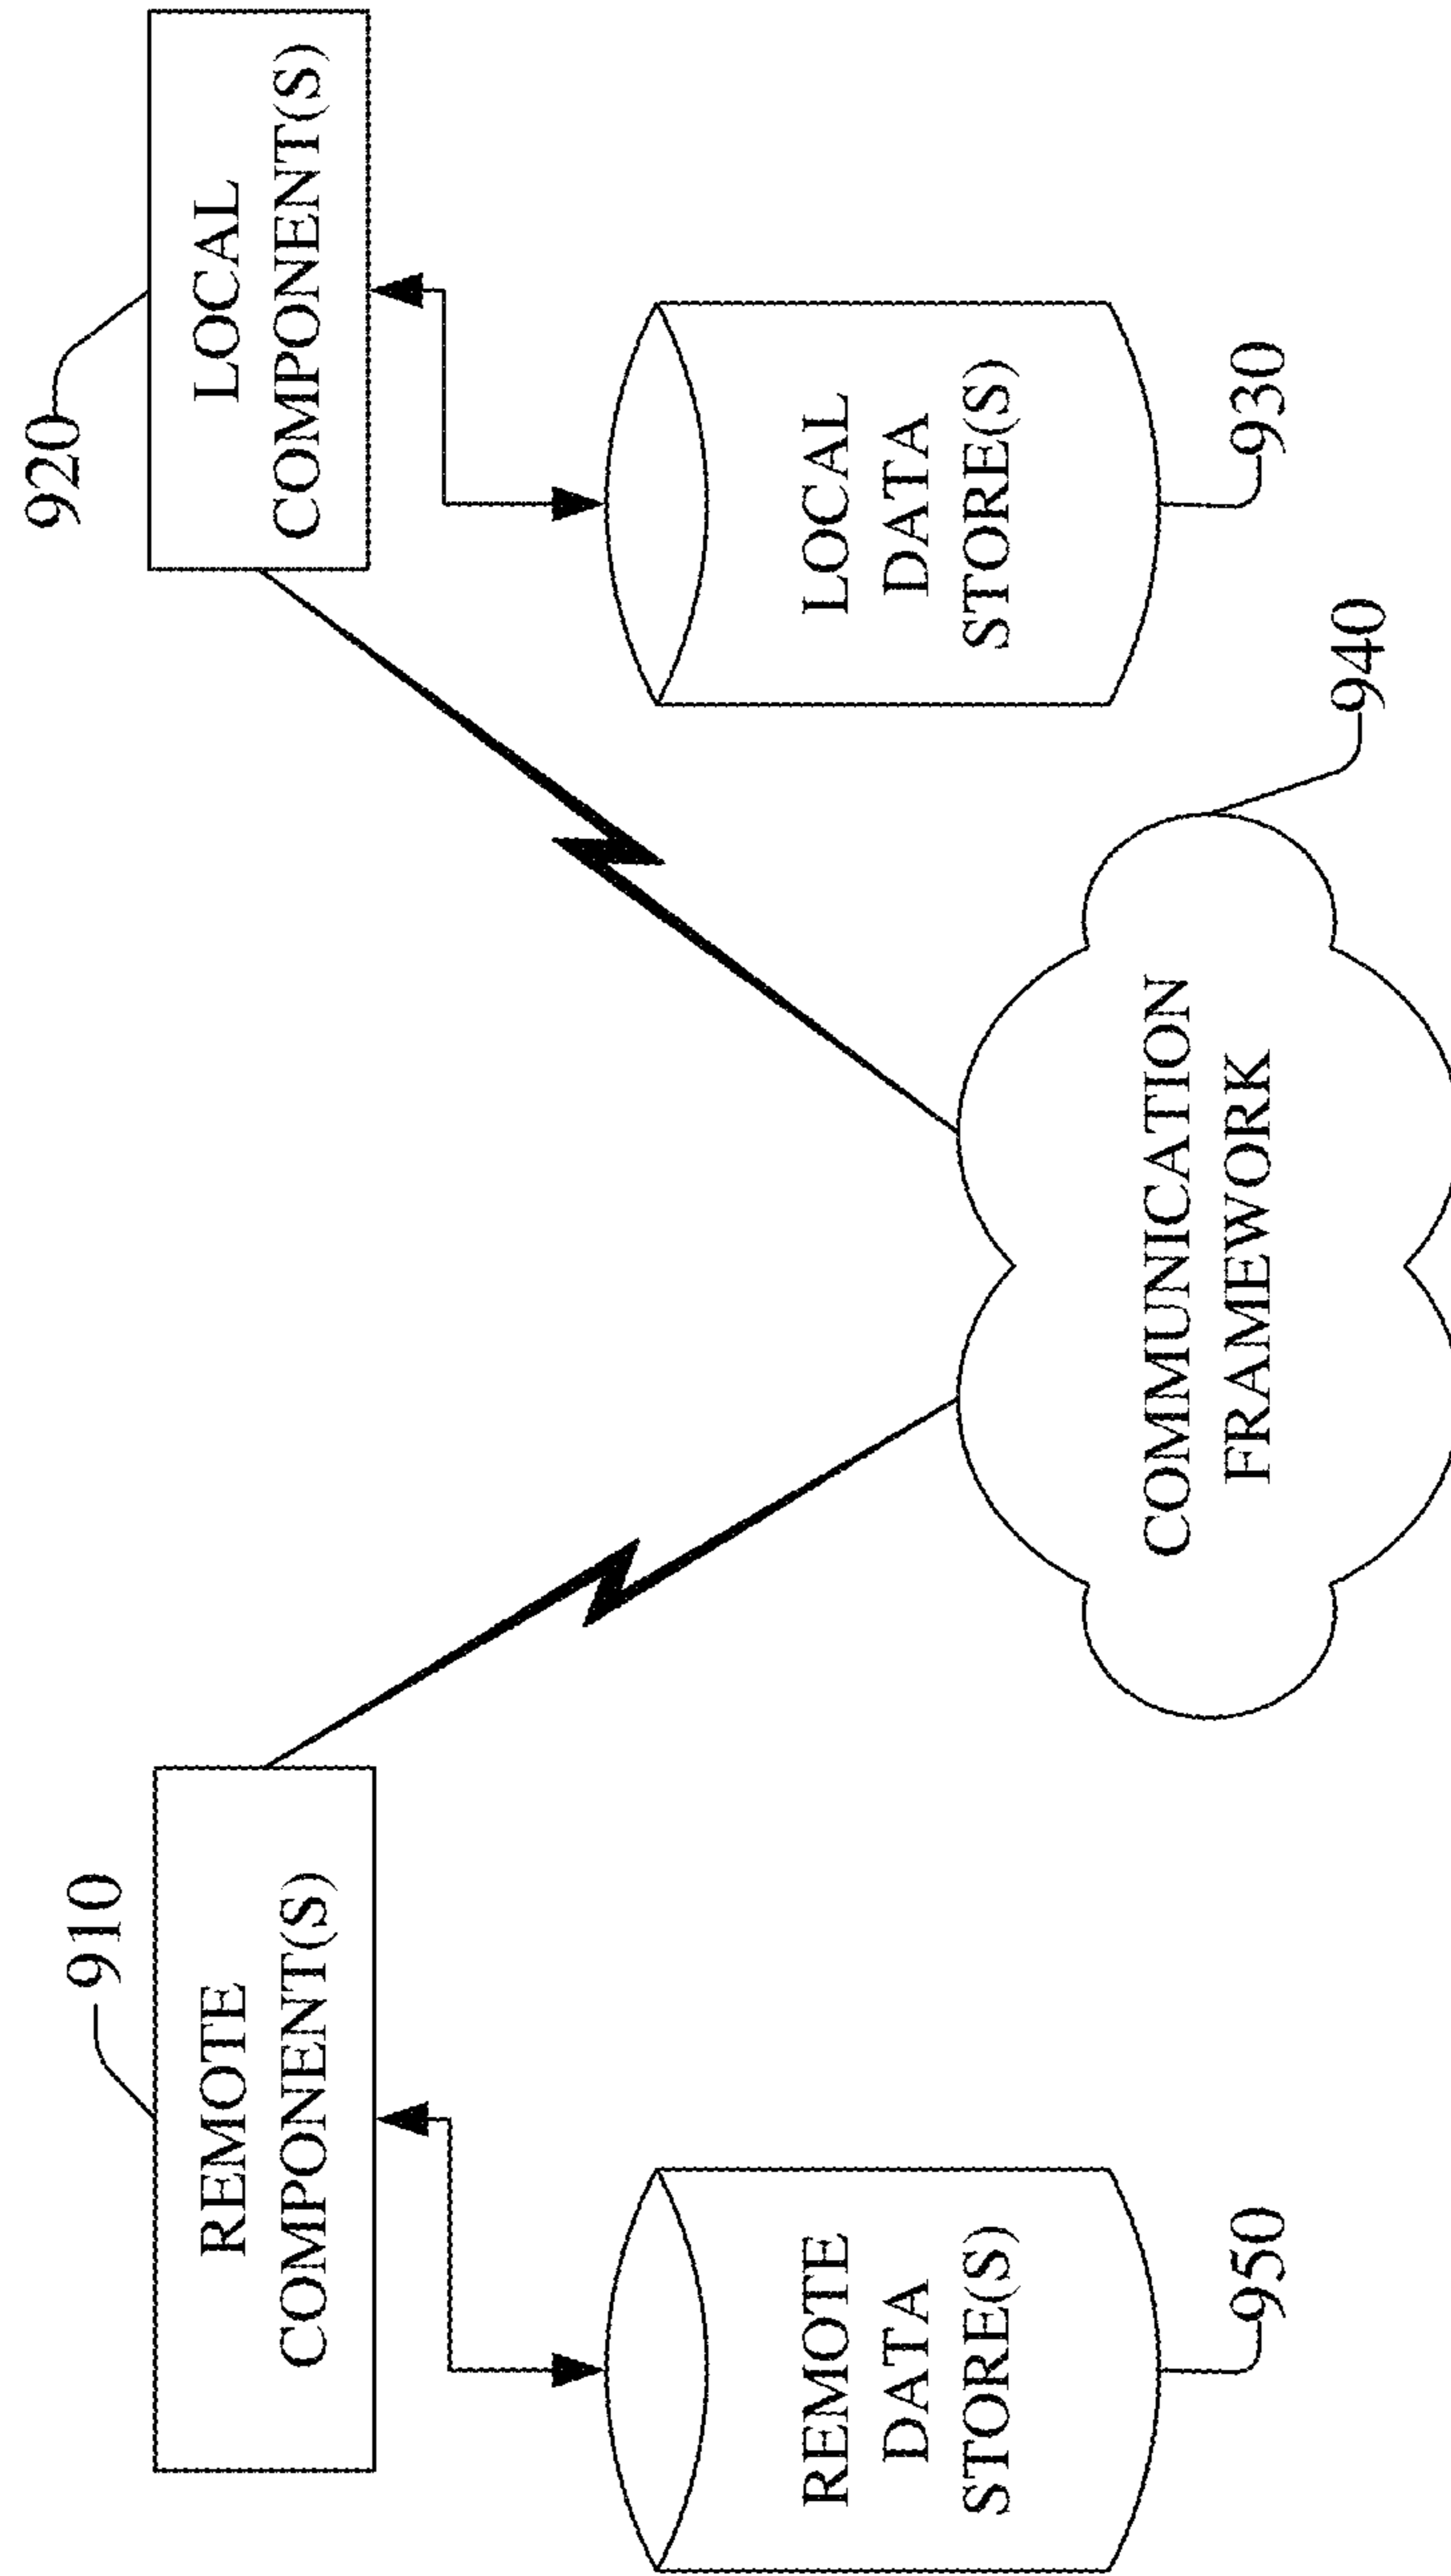 910
REMOTE
COMPONENT(S)
920
LOCAL
COMPONENT(S)
REMOTE
DATA
STORE(S)
950
LOCAL
DATA
STORE(S)
930
COMMUNICATION
FRAMEWORK
940